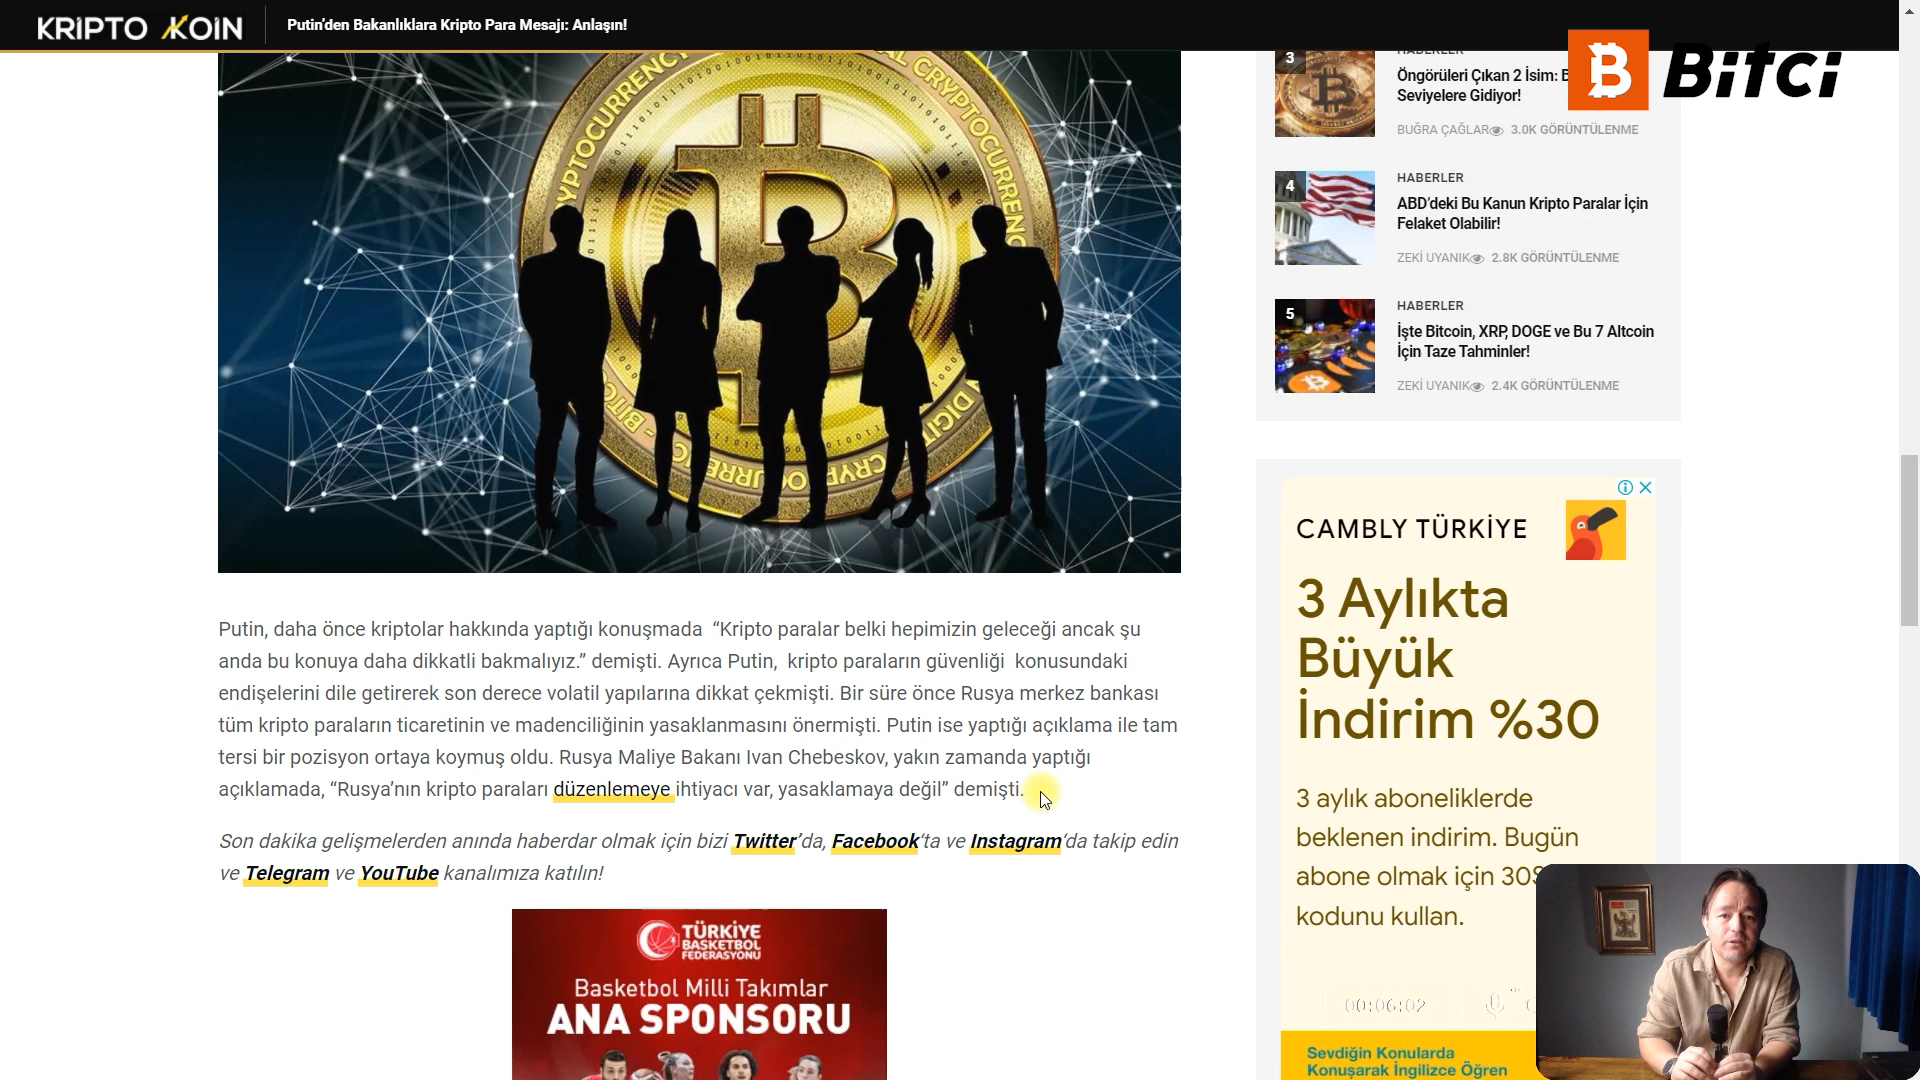 KRIPTO KOIN
Putin'den Bakanlıklara Kripto Para Mesajı: Anlaşın!
Bitci
3
HABERLER
Öngörüleri Çıkan 2 İsim: B
Seviyelere Gidiyor!
BUĞRA ÇAĞLAR 3.0K GÖRÜNTÜLENME
4
HABERLER
ABD'deki Bu Kanun Kripto Paralar İçin
Felaket Olabilir!
ZEKİ UYANIK 2.8K GÖRÜNTÜLENME
5
HABERLER
İşte Bitcoin, XRP, DOGE ve Bu 7 Altcoin
İçin Taze Tahminler!
ZEKİ UYANIK 2.4K GÖRÜNTÜLENME
Putin, daha önce kriptolar hakkında yaptığı konuşmada “Kripto paralar belki hepimizin geleceği ancak şu
anda bu konuya daha dikkatli bakmalıyız.” demişti. Ayrıca Putin, kripto paraların güvenliği konusundaki
endişelerini dile getirerek son derece volatil yapılarına dikkat çekmişti. Bir süre önce Rusya merkez bankası
tüm kripto paraların ticaretinin ve madenciliğinin yasaklanmasını önermişti. Putin ise yaptığı açıklama ile tam
tersi bir pozisyon ortaya koymuş oldu. Rusya Maliye Bakanı Ivan Chebeskov, yakın zamanda yaptığı
açıklamada, “Rusya’nın kripto paraları düzenlemeye ihtiyacı var, yasaklamaya değil” demişti.
Son dakika gelişmelerden anında haberdar olmak için bizi Twitter’da, Facebook‘ta ve Instagram‘da takip edin
ve Telegram ve YouTube kanalımıza katılın!
TÜRKİYE
BASKETBOL
FEDERASYONU
Basketbol Milli Takımlar
ANA SPONSORU
CAMBLY TÜRKİYE
3 Aylıkta
Büyük
İndirim %30
3 aylık aboneliklerde
beklenen indirim. Bugün
abone olmak için 30S
kodunu kullan.
00:06:02
Sevdiğin Konularda
Konuşarak İngilizce Öğren